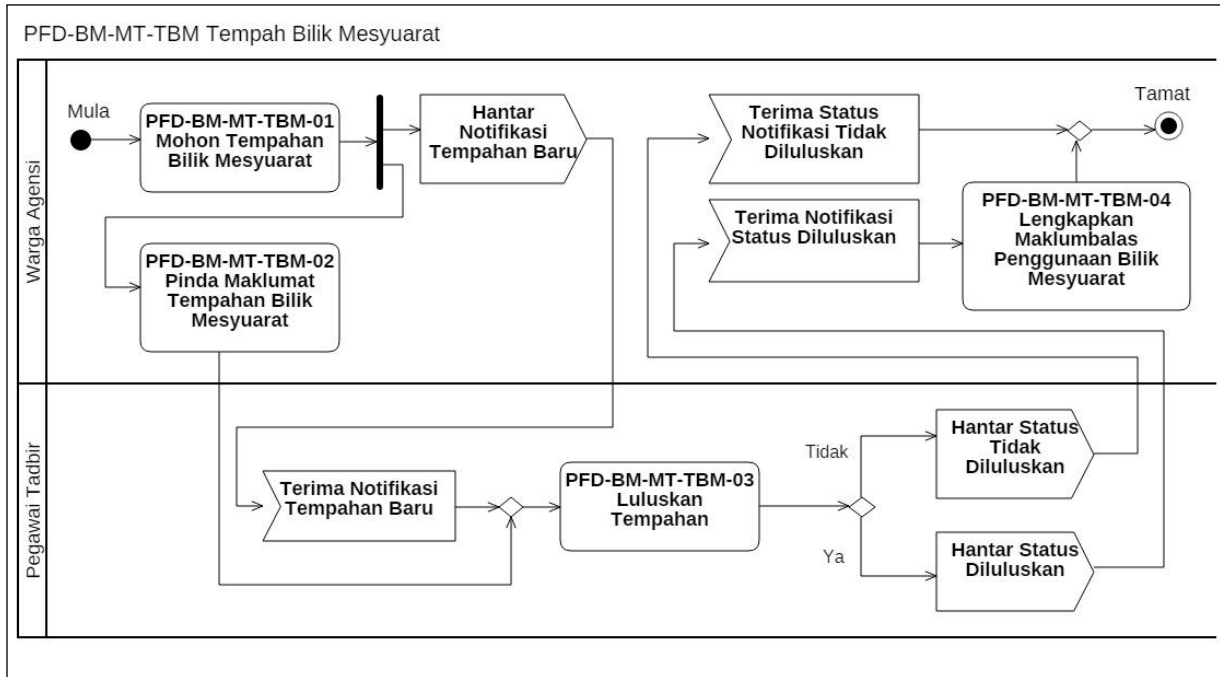 PFD-BM-MT-TBM Tempah Bilik Mesyuarat
Warga Agensi
Mula
PFD-BM-MT-TBM-01
Mohon Tempahan
Bilik Mesyuarat
Hantar
Notifikasi
Tempahan Baru
Terima Status
Notifikasi Tidak
Diluluskan
Tamat
Terima Notifikasi
Status Diluluskan
PFD-BM-MT-TBM-04
Lengkapkan
Maklumbalas
Penggunaan Bilik
Mesyuarat
PFD-BM-MT-TBM-02
Pinda Maklumat
Tempahan Bilik
Mesyuarat
Pegawai Tadbir
Terima Notifikasi
Tempahan Baru
PFD-BM-MT-TBM-03
Luluskan
Tempahan
Tidak
Hantar Status
Tidak
Diluluskan
Ya
Hantar Status
Diluluskan